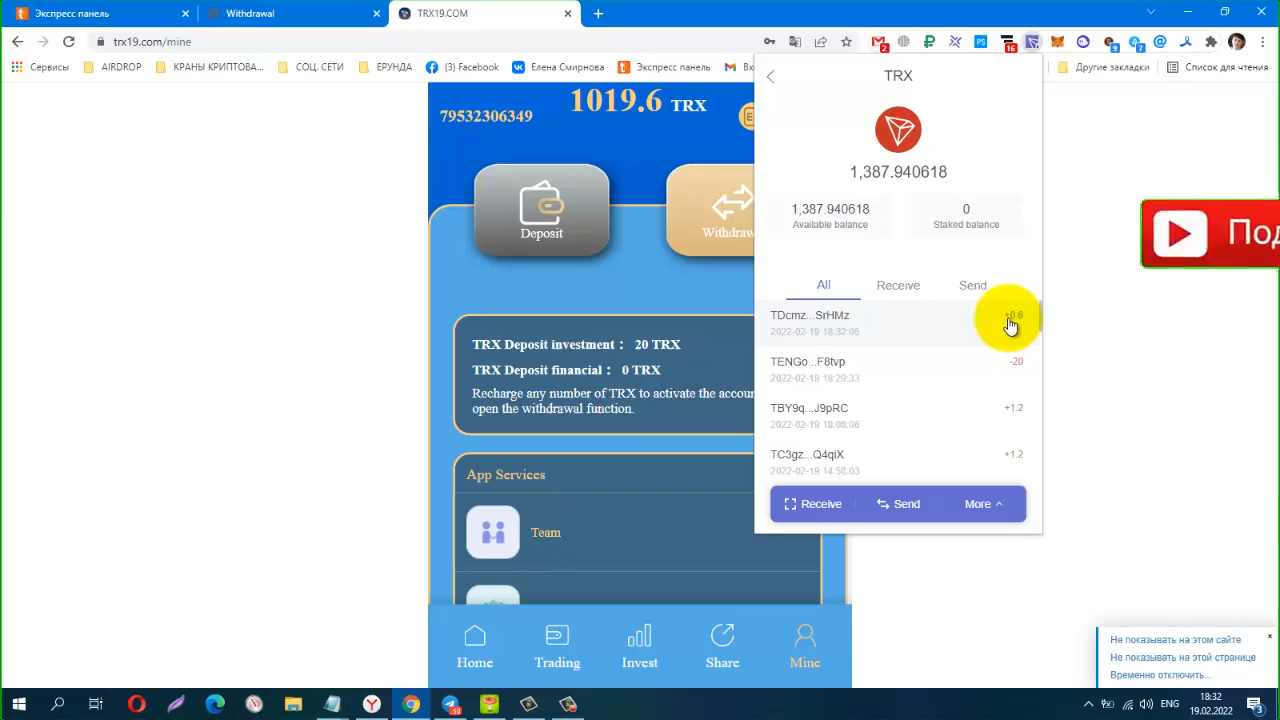 Экспресс панель
Withdrawal
TRX19.COM
trx19.com/mine
Сервисы
AIRDROP
КРАНЫ КРИПТОВА...
СОЦ. СЕТИ
ЕРУНДА
(3) Facebook
Елена Смирнова
Экспресс панель
Другие закладки
Список для чтения
79532306349
1019.6 TRX
Deposit
Withdraw
TRX Deposit investment : 20 TRX
TRX Deposit financial : 0 TRX
Recharge any number of TRX to activate the accou
open the withdrawal function.
App Services
Team
Home
Trading
Invest
Share
Mine
TRX
1,387.940618
1,387.940618
Available balance
0
Staked balance
All
Receive
Send
TDcmz...SrHMz
+0.6
2022-02-19 18:32:06
TENGo...F8tvp
-20
2022-02-19 18:29:33
TBY9q...J9pRC
+1.2
2022-02-19 18:08:06
TC3gz...Q4qiX
+1.2
2022-02-19 14:58:03
Receive
Send
More
Под
Не показывать на этом сайте
Не показывать на этой странице
Временно отключить...
ENG
18:32
19.02.2022